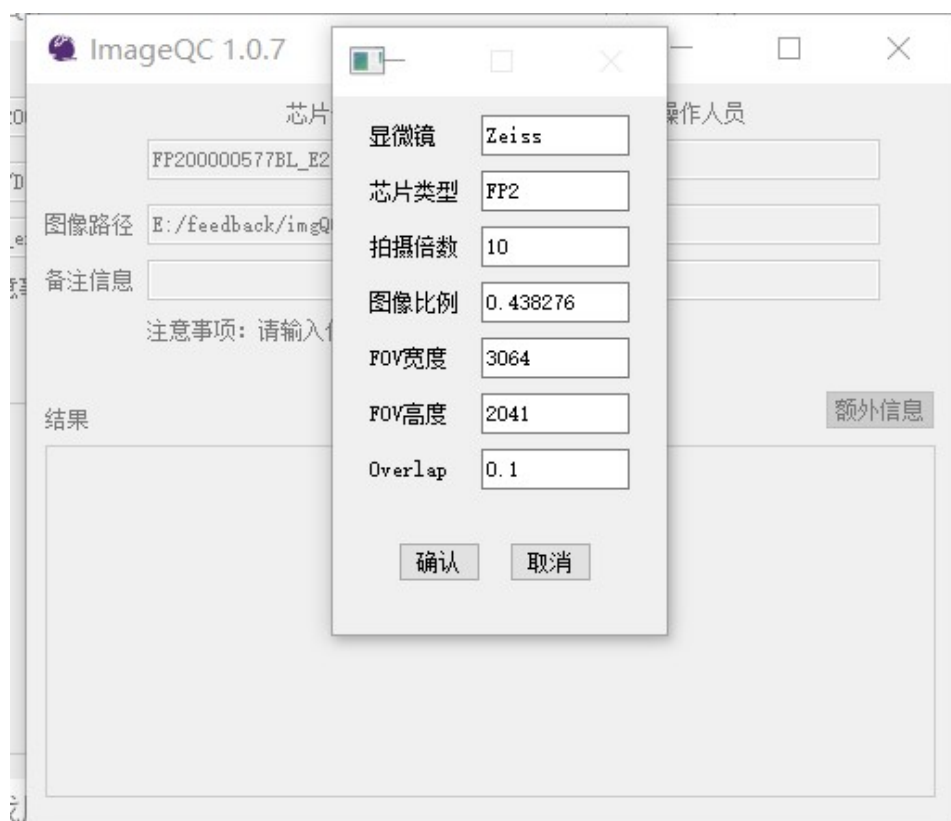 ImageQC 1.0.7
芯片
操作人员
FP200000577BL_E2
图像路径 E:/feedback/imgQ
备注信息
注意事项: 请输入
结果
额外信息
显微镜 Zeiss
芯片类型 FP2
拍摄倍数 10
图像比例 0.438276
FOV宽度 3064
FOV高度 2041
Overlap 0.1
确认 取消